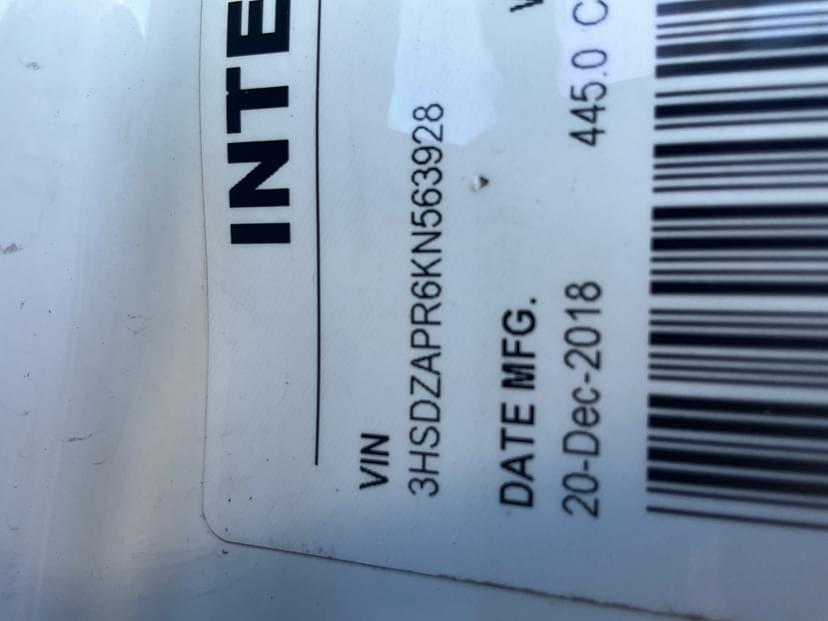 INTE
VIN
3HSDZAPR6KN563928
DATE MFG.
20-Dec-2018
445.0 C